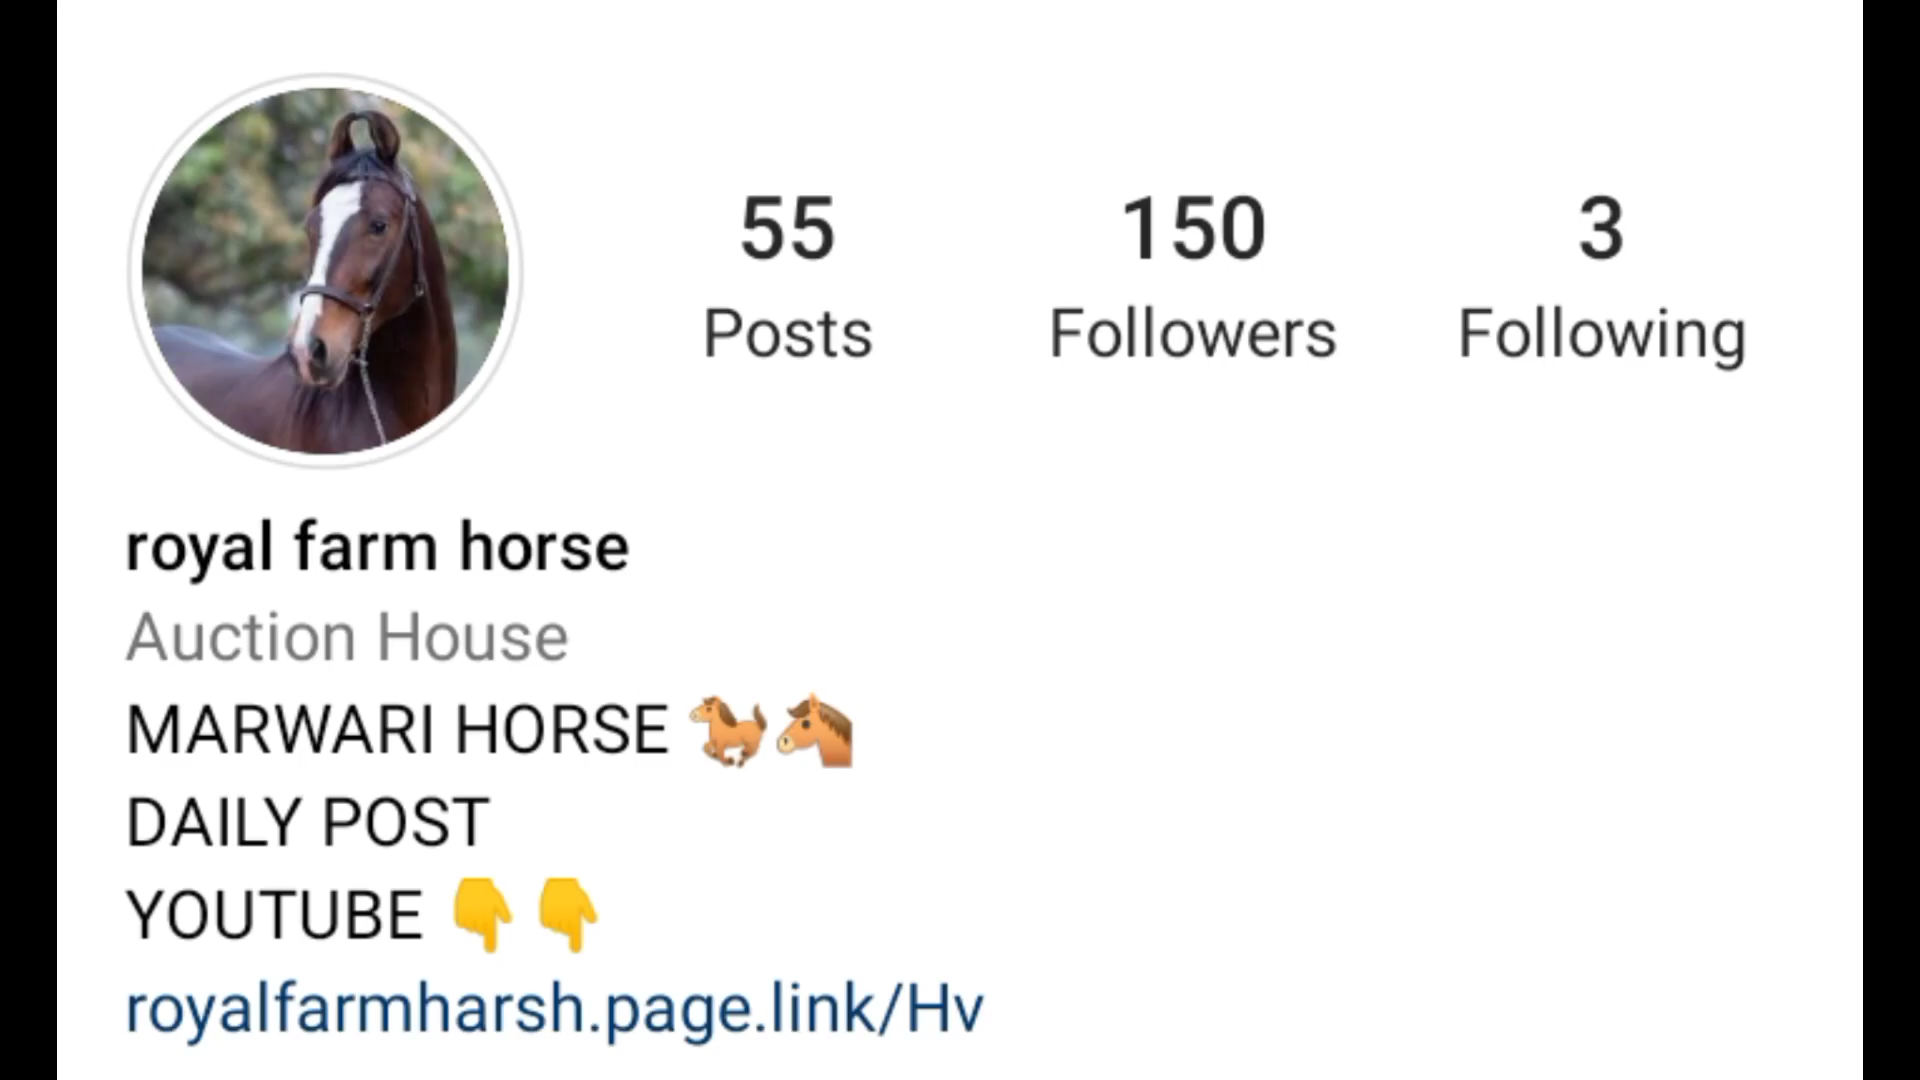 55 150 3
Posts Followers Following
royal farm horse
Auction House
MARWARI HORSE 🐎🐴
DAILY POST
YOUTUBE 👇👇
royalfarmharsh.page.link/Hv